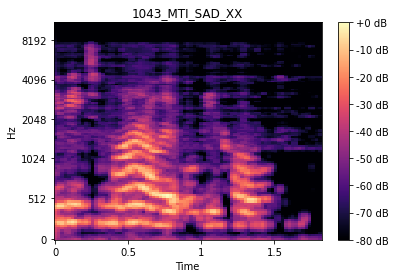 1043_MTI_SAD_XX
8192
4096
2048
1024
512
0
Hz
0
0.5
1
1.5
Time
+0 dB
-10 dB
-20 dB
-30 dB
-40 dB
-50 dB
-60 dB
-70 dB
-80 dB